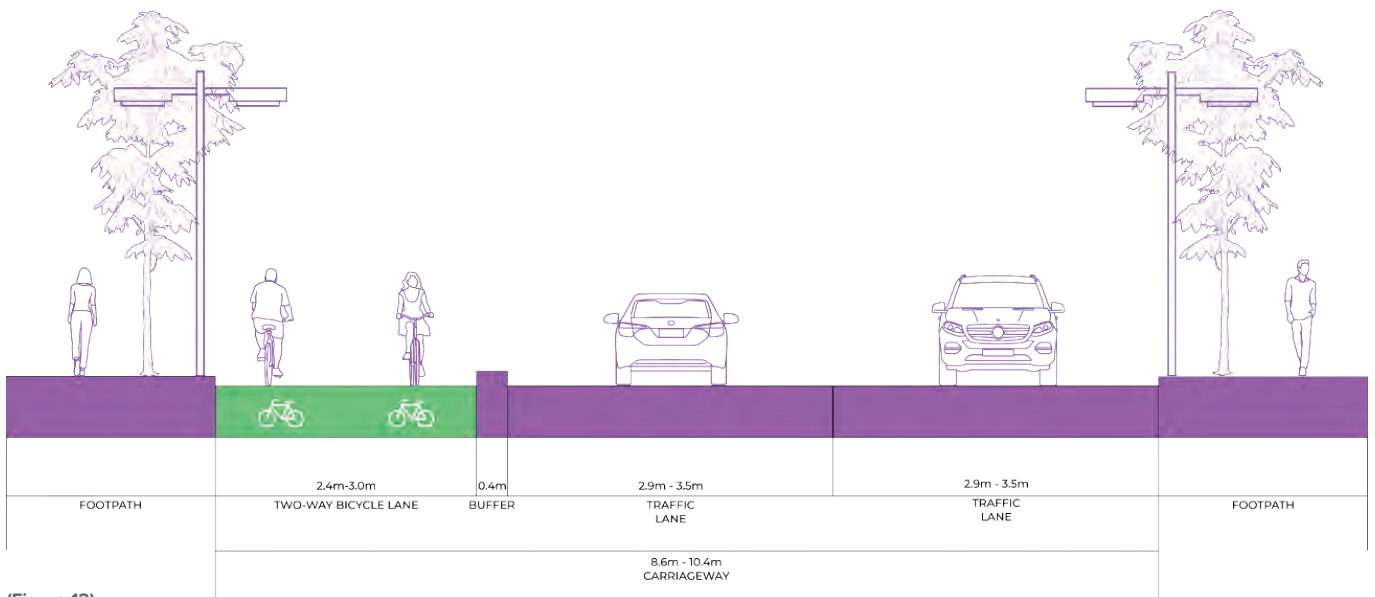 2.4m-3.0m
0.4m
2.9m - 3.5m
2.9m - 3.5m
FOOTPATH
TWO-WAY BICYCLE LANE
BUFFER
TRAFFIC
LANE
TRAFFIC
LANE
FOOTPATH
8.6m - 10.4m
CARRIAGEWAY